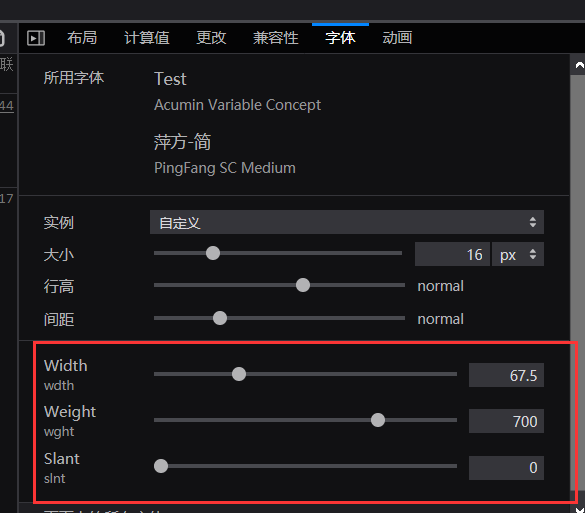 布局 计算值 更改 兼容性 字体 动画
联
所用字体 Test
44
Acumin Variable Concept
萍方-简
PingFang SC Medium
17
实例 自定义
大小 16 px
行高 normal
间距 normal
Width
wdth
67.5
Weight
wght
700
Slant
slnt
0